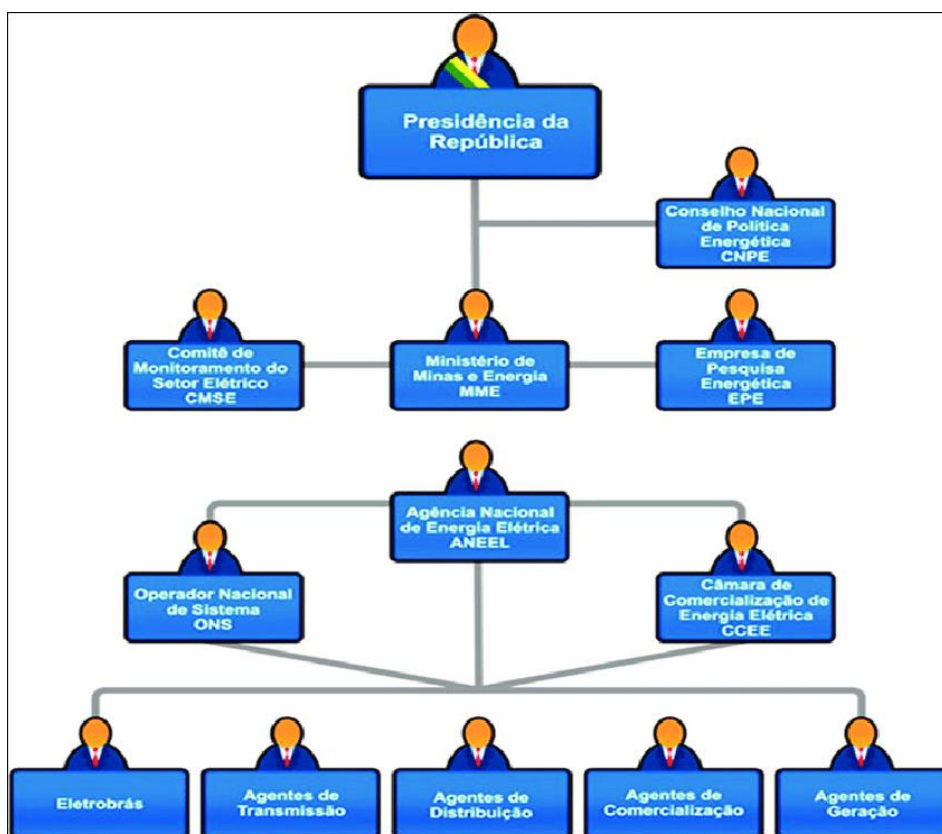 Presidência da
República
Conselho Nacional
de Política
Energética
CNPE
Comitê de
Monitoramento do
Setor Elétrico
CMSE
Ministério de
Minas e Energia
MME
Empresa de
Pesquisa
Energética
EPE
Agência Nacional
de Energia Elétrica
ANEEL
Operador Nacional
de Sistema
ONS
Câmara de
Comercialização de
Energia Elétrica
CCEE
Eletrobrás
Agentes de
Transmissão
Agentes de
Distribuição
Agentes de
Comercialização
Agentes de
Geração